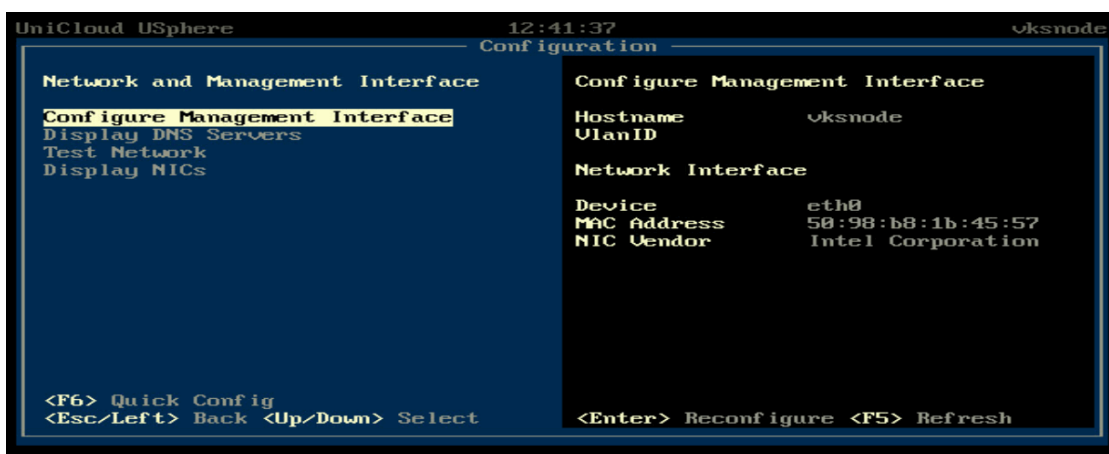 UniCloud USphere 12:41:37 vksnode
Configuration
Network and Management Interface
Configure Management Interface
Display DNS Servers
Test Network
Display NICs
<F6> Quick Config
<Esc/Left> Back <Up/Down> Select
Configure Management Interface
Hostname vksnode
VlanID
Network Interface
Device eth0
MAC Address 50:98:b8:1b:45:57
NIC Vendor Intel Corporation
<Enter> Reconfigure <F5> Refresh